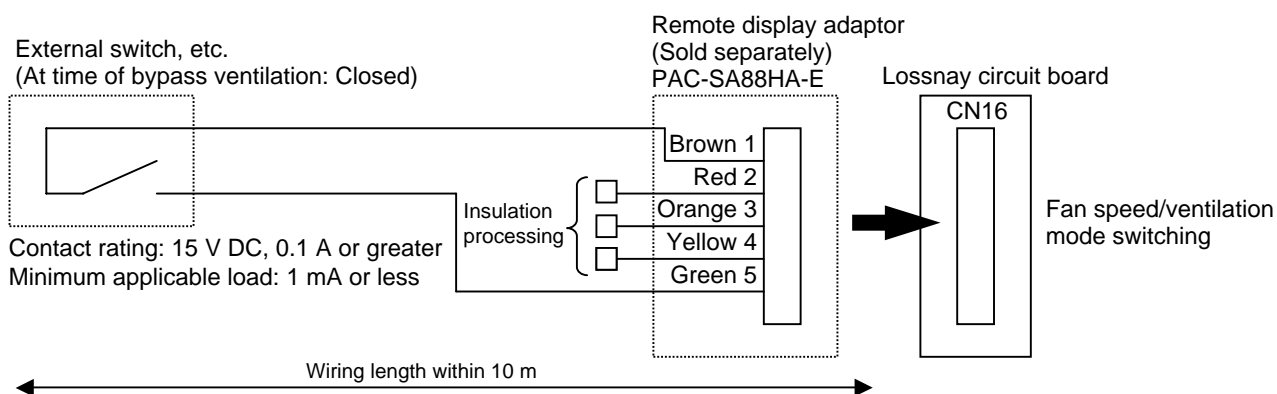 External switch, etc.
(At time of bypass ventilation: Closed)
Remote display adaptor
(Sold separately)
PAC-SA88HA-E
Lossnay circuit board
CN16
Brown 1
Red 2
Orange 3
Yellow 4
Green 5
Insulation
processing
Fan speed/ventilation
mode switching
Contact rating: 15 V DC, 0.1 A or greater
Minimum applicable load: 1 mA or less
Wiring length within 10 m